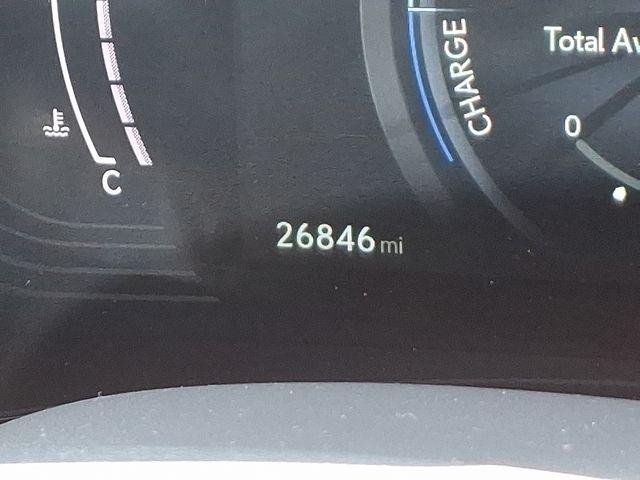 CHARGE
Total Av
0
C
26846 mi